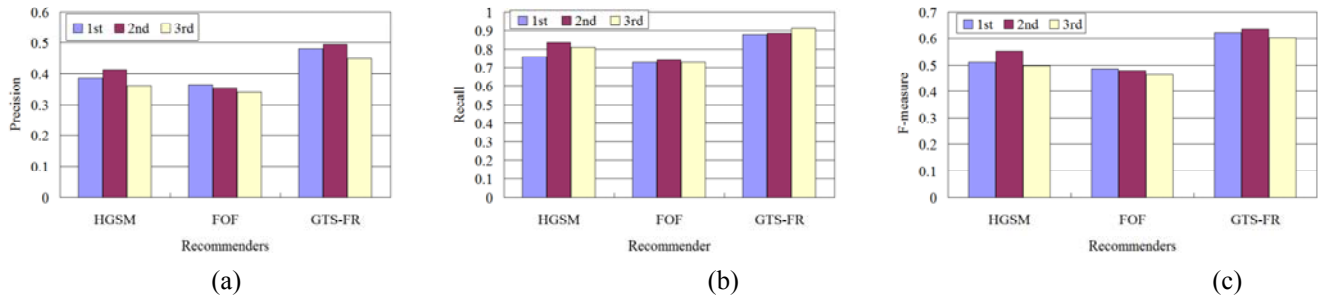 0.6
0.5
0.4
0.3
0.2
0.1
0
Precision
1st 2nd 3rd
HGSM FOF GTS-FR
Recommenders
(a)
1
0.9
0.8
0.7
0.6
0.5
0.4
0.3
0.2
0.1
0
Recall
1st 2nd 3rd
HGSM FOF GTS-FR
Recommender
(b)
0.7
0.6
0.5
0.4
0.3
0.2
0.1
0
F-measure
1st 2nd 3rd
HGSM FOF GTS-FR
Recommenders
(c)